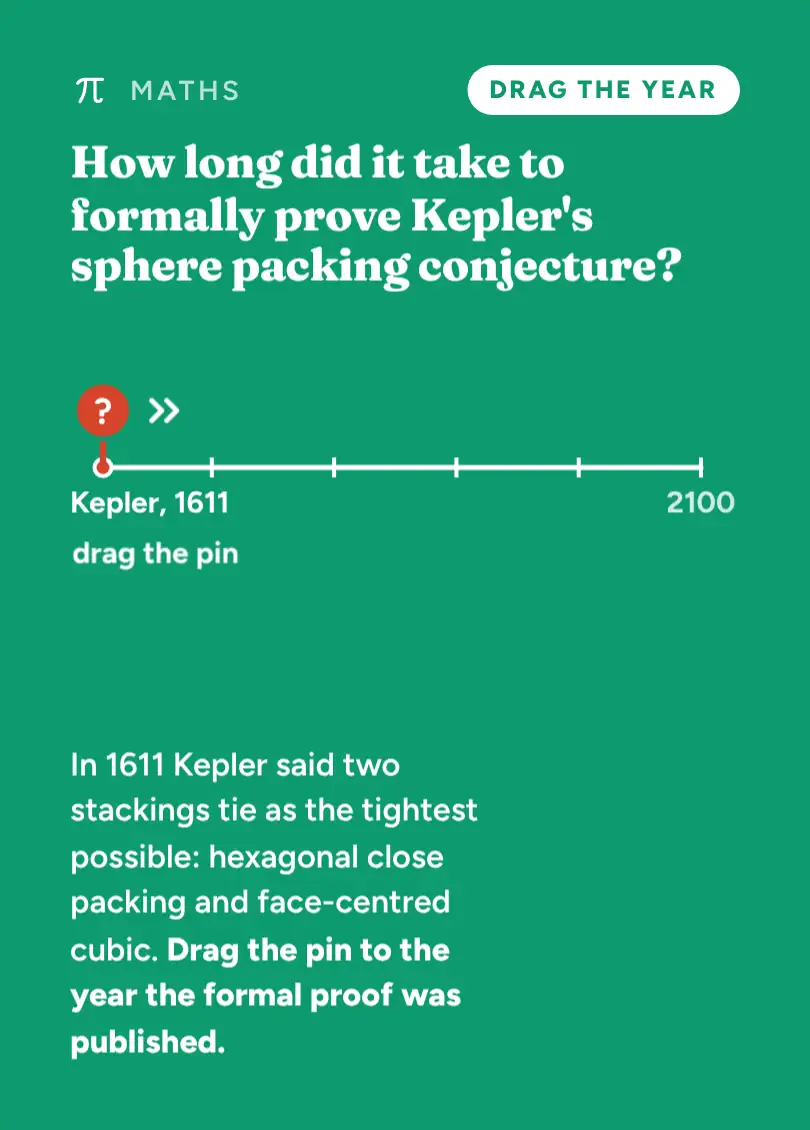 π MATHS
DRAG THE YEAR
How long did it take to
formally prove Kepler's
sphere packing conjecture?
?
Kepler, 1611
2100
drag the pin
In 1611 Kepler said two
stackings tie as the tightest
possible: hexagonal close
packing and face-centred
cubic. Drag the pin to the
year the formal proof was
published.